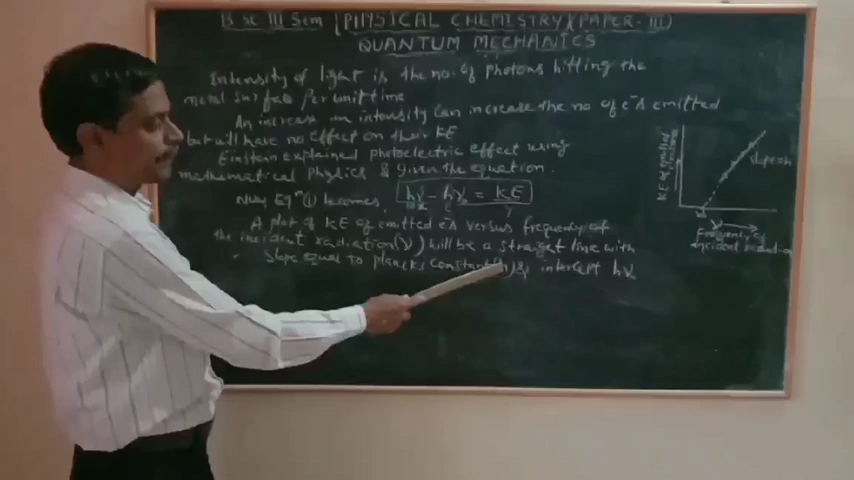 B Sc III Sem [PHYSICAL CHEMISTRY (PAPER - III)
QUANTUM MECHANICS
Intensity of light is the no. of photons hitting the
metal surface per unit time
An increase in intensity can increase the no of e⁻s emitted
but will have no effect on their KE
Einstein explained photoelectric effect using
mathematical physics & given the equation.
Now Eqⁿ(1) becomes, hν - hν₀ = KE
A plot of KE of emitted e⁻s versus frequency of
the incident radiation (ν) will be a straight line with
slope equal to plancks constant (h) & intercept hν₀
KE of emitted
slope=h
ν₀
Frequency of
incident radiation